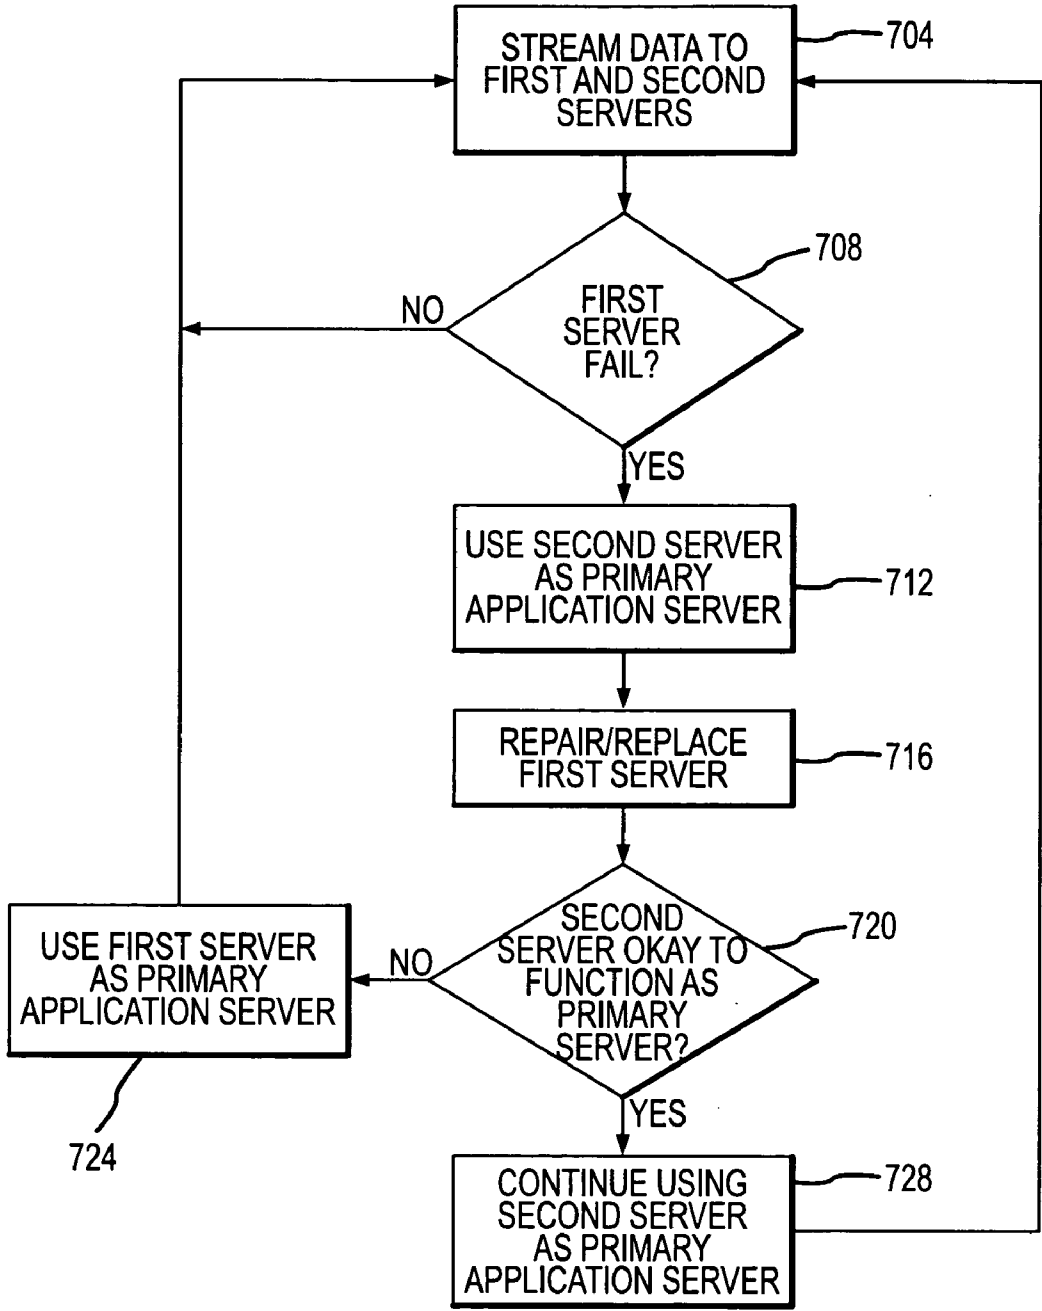 STREAM DATA TO
FIRST AND SECOND
SERVERS
704
708
FIRST
SERVER
FAIL?
NO
YES
USE SECOND SERVER
AS PRIMARY
APPLICATION SERVER
712
REPAIR/REPLACE
FIRST SERVER
716
SECOND
SERVER OKAY TO
FUNCTION AS
PRIMARY
SERVER?
720
NO
USE FIRST SERVER
AS PRIMARY
APPLICATION SERVER
724
YES
CONTINUE USING
SECOND SERVER
AS PRIMARY
APPLICATION SERVER
728